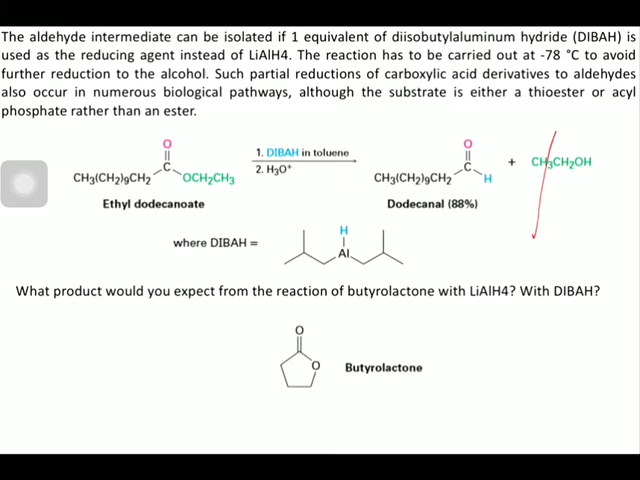 The aldehyde intermediate can be isolated if 1 equivalent of diisobutylaluminum hydride (DIBAH) is
used as the reducing agent instead of LiAlH4. The reaction has to be carried out at -78 °C to avoid
further reduction to the alcohol. Such partial reductions of carboxylic acid derivatives to aldehydes
also occur in numerous biological pathways, although the substrate is either a thioester or acyl
phosphate rather than an ester.
O
C
CH3(CH2)9CH2 OCH2CH3
Ethyl dodecanoate
1. DIBAH in toluene
2. H3O+
O
C
CH3(CH2)9CH2 H
Dodecanal (88%)
+ CH3CH2OH
where DIBAH =
H
Al
What product would you expect from the reaction of butyrolactone with LiAlH4? With DIBAH?
O
O
Butyrolactone